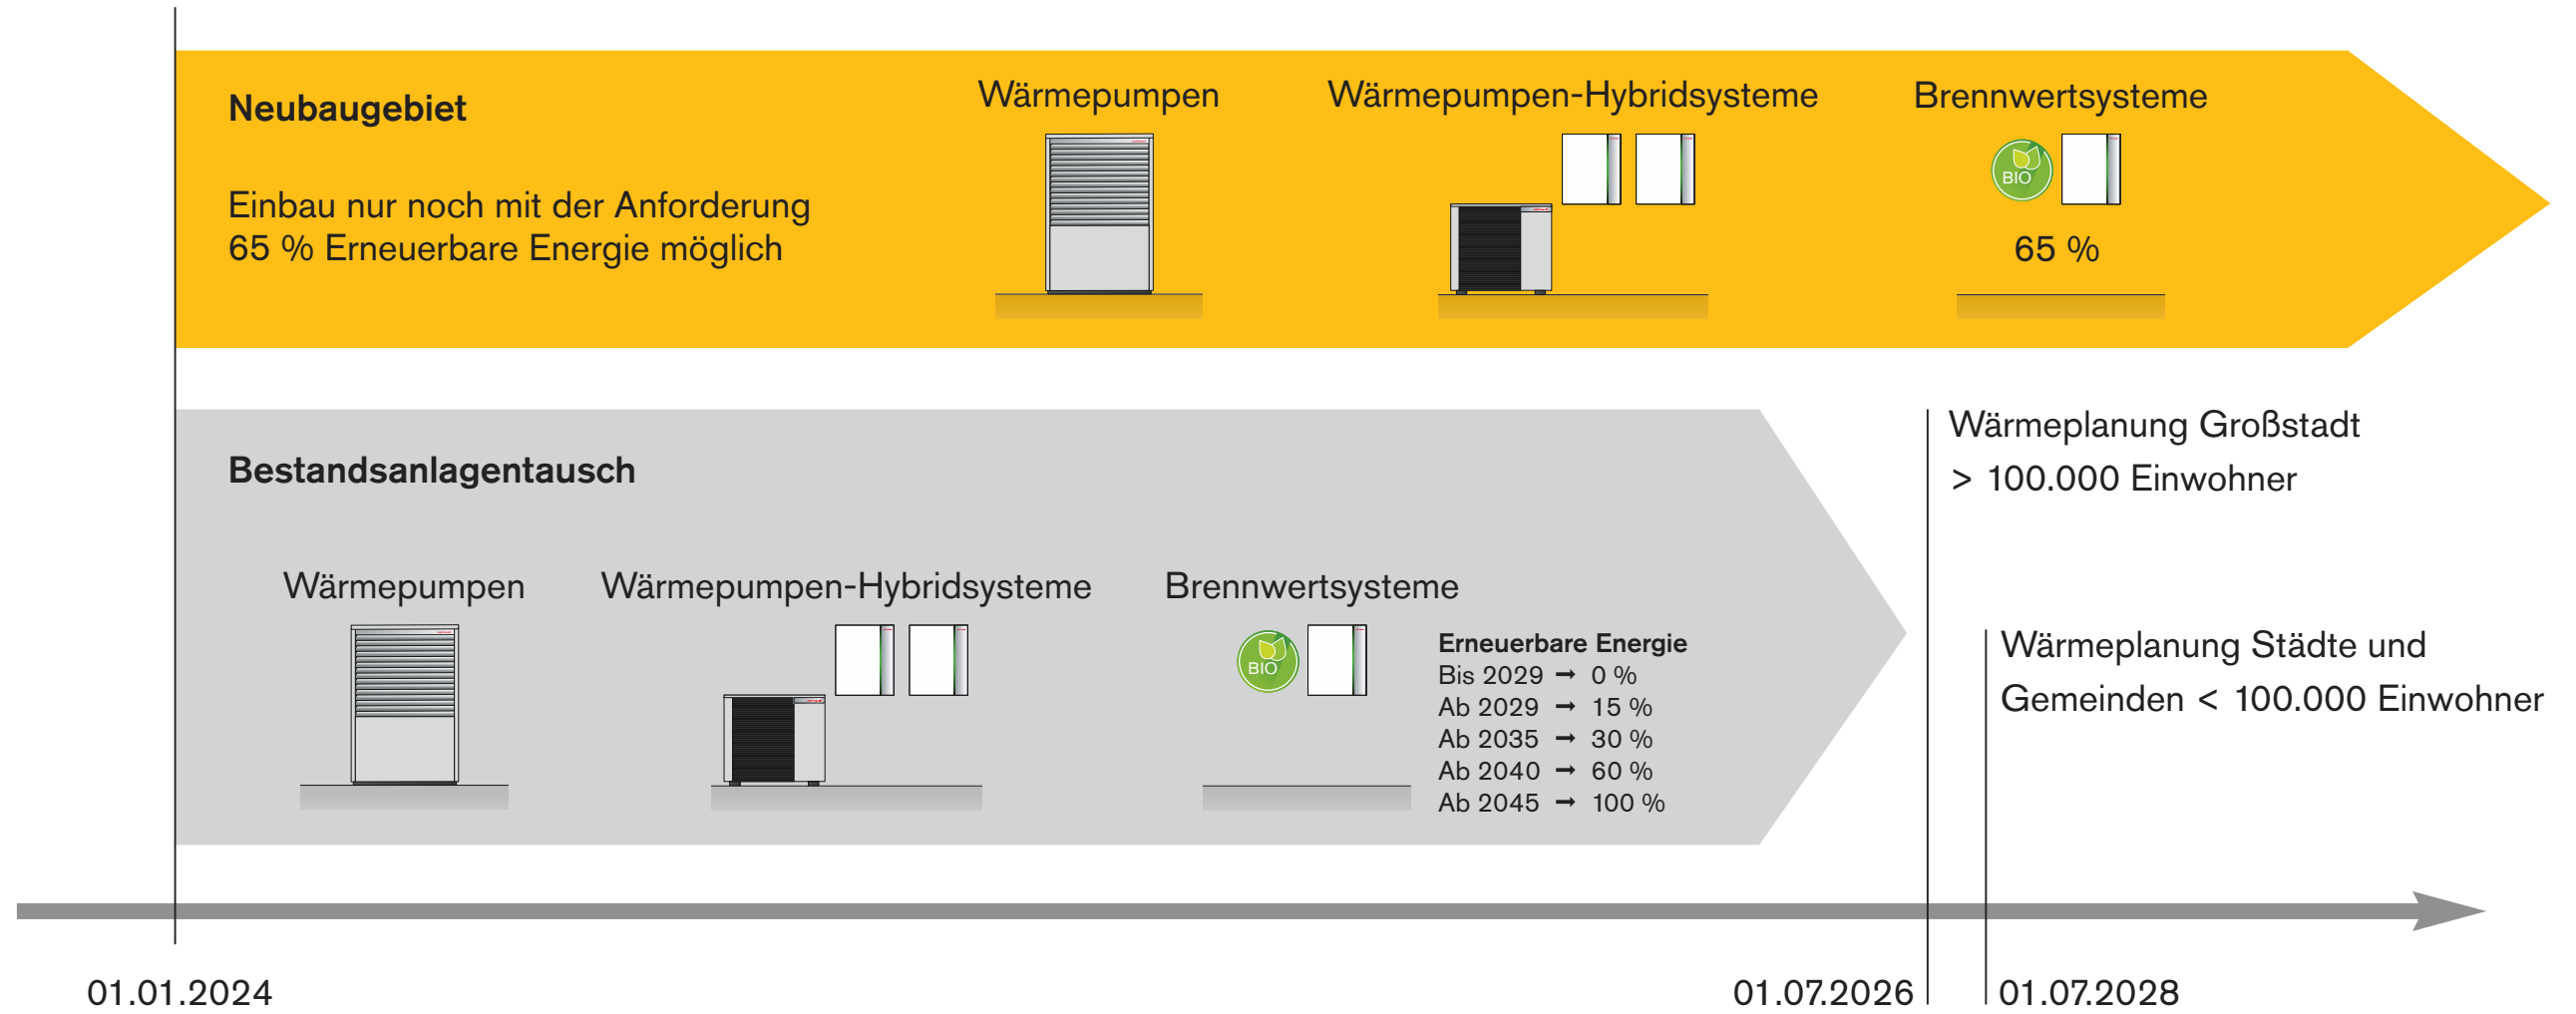 Neubaugebiet
Einbau nur noch mit der Anforderung
65 % Erneuerbare Energie möglich
Wärmepumpen
Wärmepumpen-Hybridsysteme
Brennwertsysteme
BIO
65 %
Bestandsanlagentausch
Wärmepumpen
Wärmepumpen-Hybridsysteme
Brennwertsysteme
BIO
Erneuerbare Energie
Bis 2029 ➞ 0 %
Ab 2029 ➞ 15 %
Ab 2035 ➞ 30 %
Ab 2040 ➞ 60 %
Ab 2045 ➞ 100 %
Wärmeplanung Großstadt
> 100.000 Einwohner
Wärmeplanung Städte und
Gemeinden < 100.000 Einwohner
01.01.2024
01.07.2026
01.07.2028